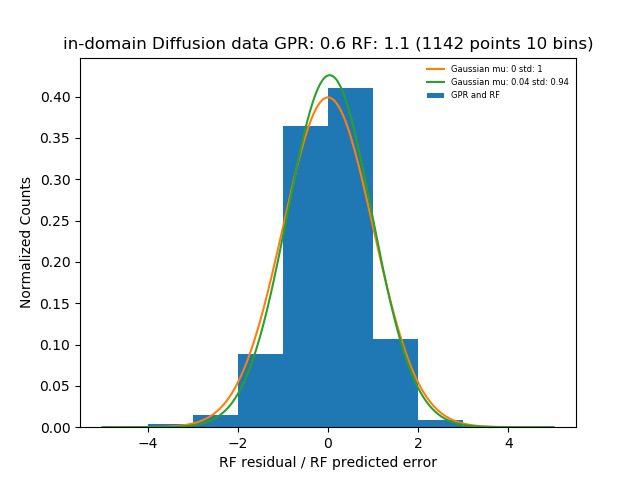 in-domain Diffusion data GPR: 0.6 RF: 1.1 (1142 points 10 bins)
Gaussian mu: 0 std: 1
Gaussian mu: 0.04 std: 0.94
GPR and RF
0.40
0.35
0.30
0.25
0.20
0.15
0.10
0.05
0.00
Normalized Counts
−4
−2
0
2
4
RF residual / RF predicted error